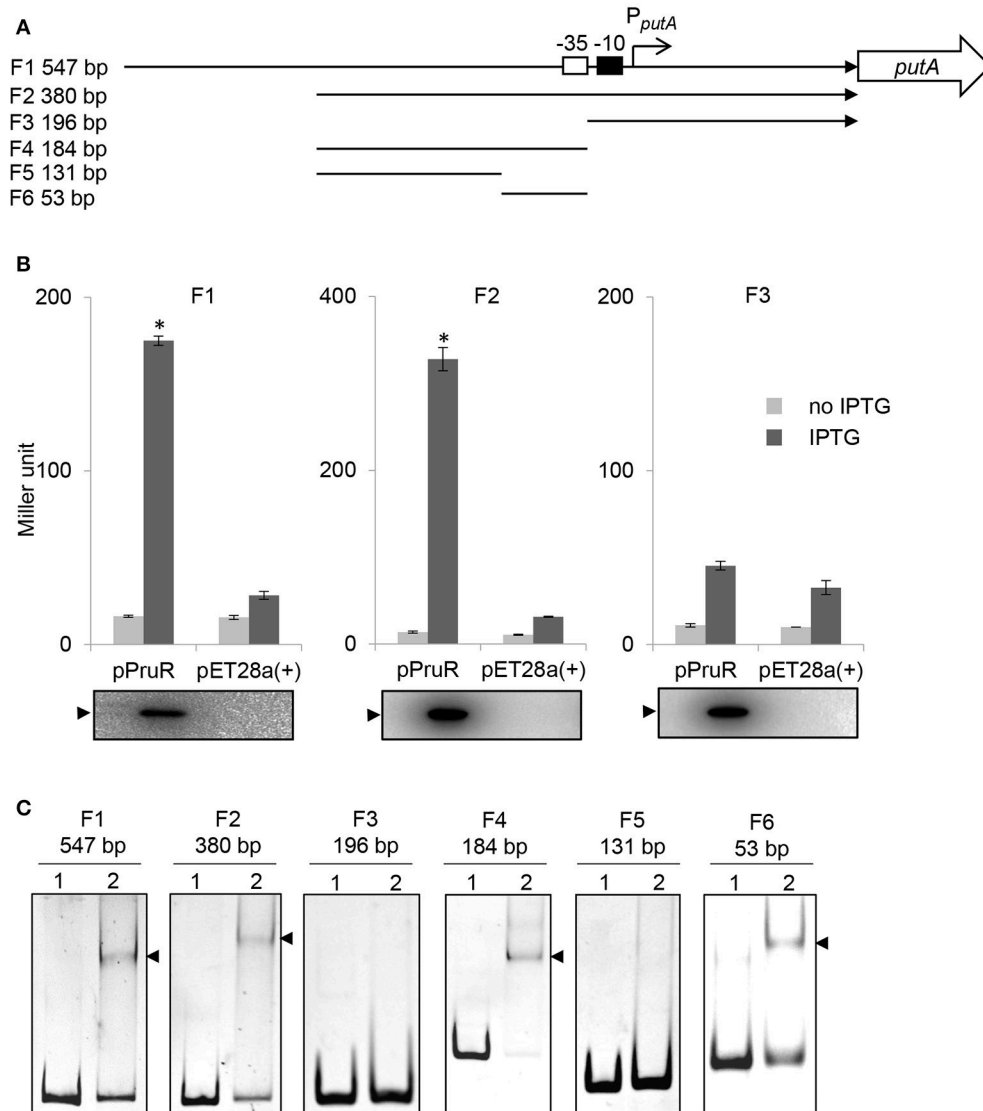 A
P_putA
-35 -10
F1 547 bp
putA
F2 380 bp
F3 196 bp
F4 184 bp
F5 131 bp
F6 53 bp
B
F1 F2 F3
200 400 200
* *
no IPTG
IPTG
Miller unit
100 200 100
0 0 0
pPruR pET28a(+) pPruR pET28a(+) pPruR pET28a(+)
C
F1 F2 F3 F4 F5 F6
547 bp 380 bp 196 bp 184 bp 131 bp 53 bp
1 2 1 2 1 2 1 2 1 2 1 2